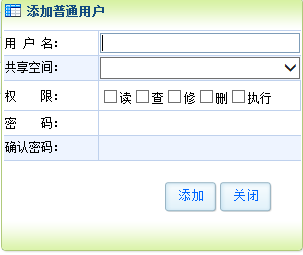 添加普通用户
用 户 名：
共享空间：
权 限： 读 查 修 删 执行
密 码：
确认密码：
添加 关闭